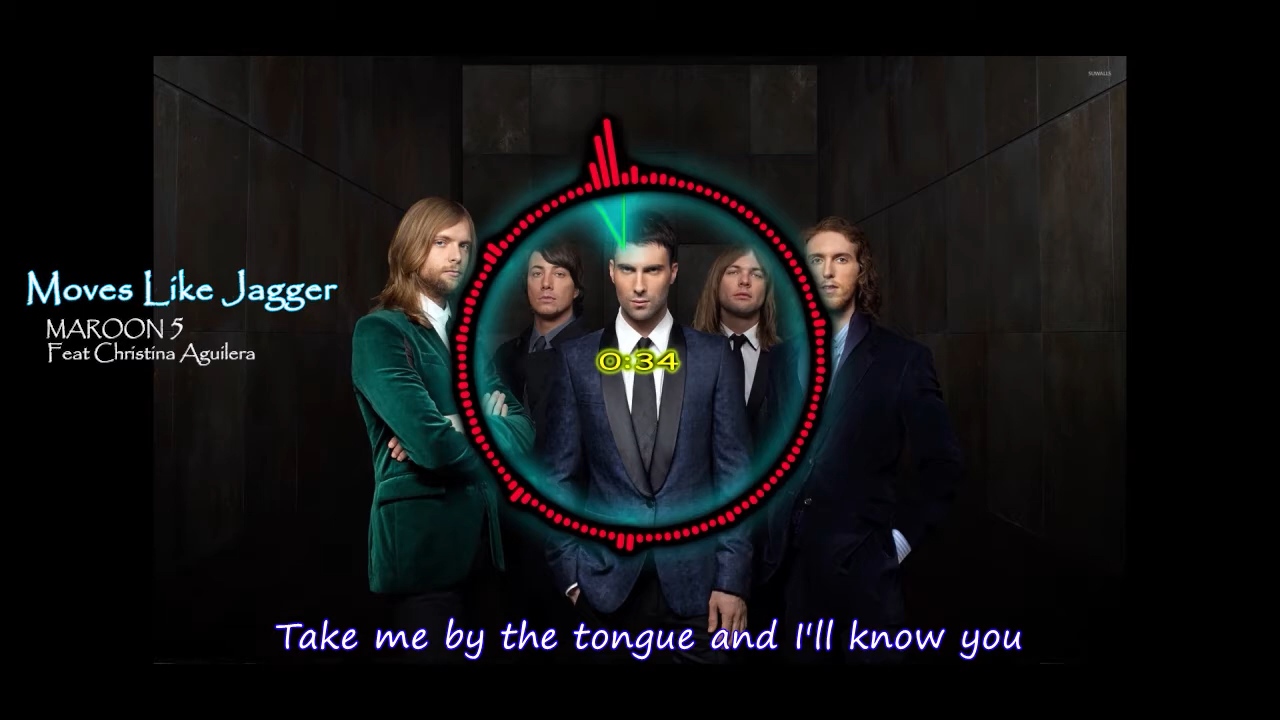 SUWALLS
Moves Like Jagger
MAROON 5
Feat Christina Aguilera
0:34
Take me by the tongue and I'll know you